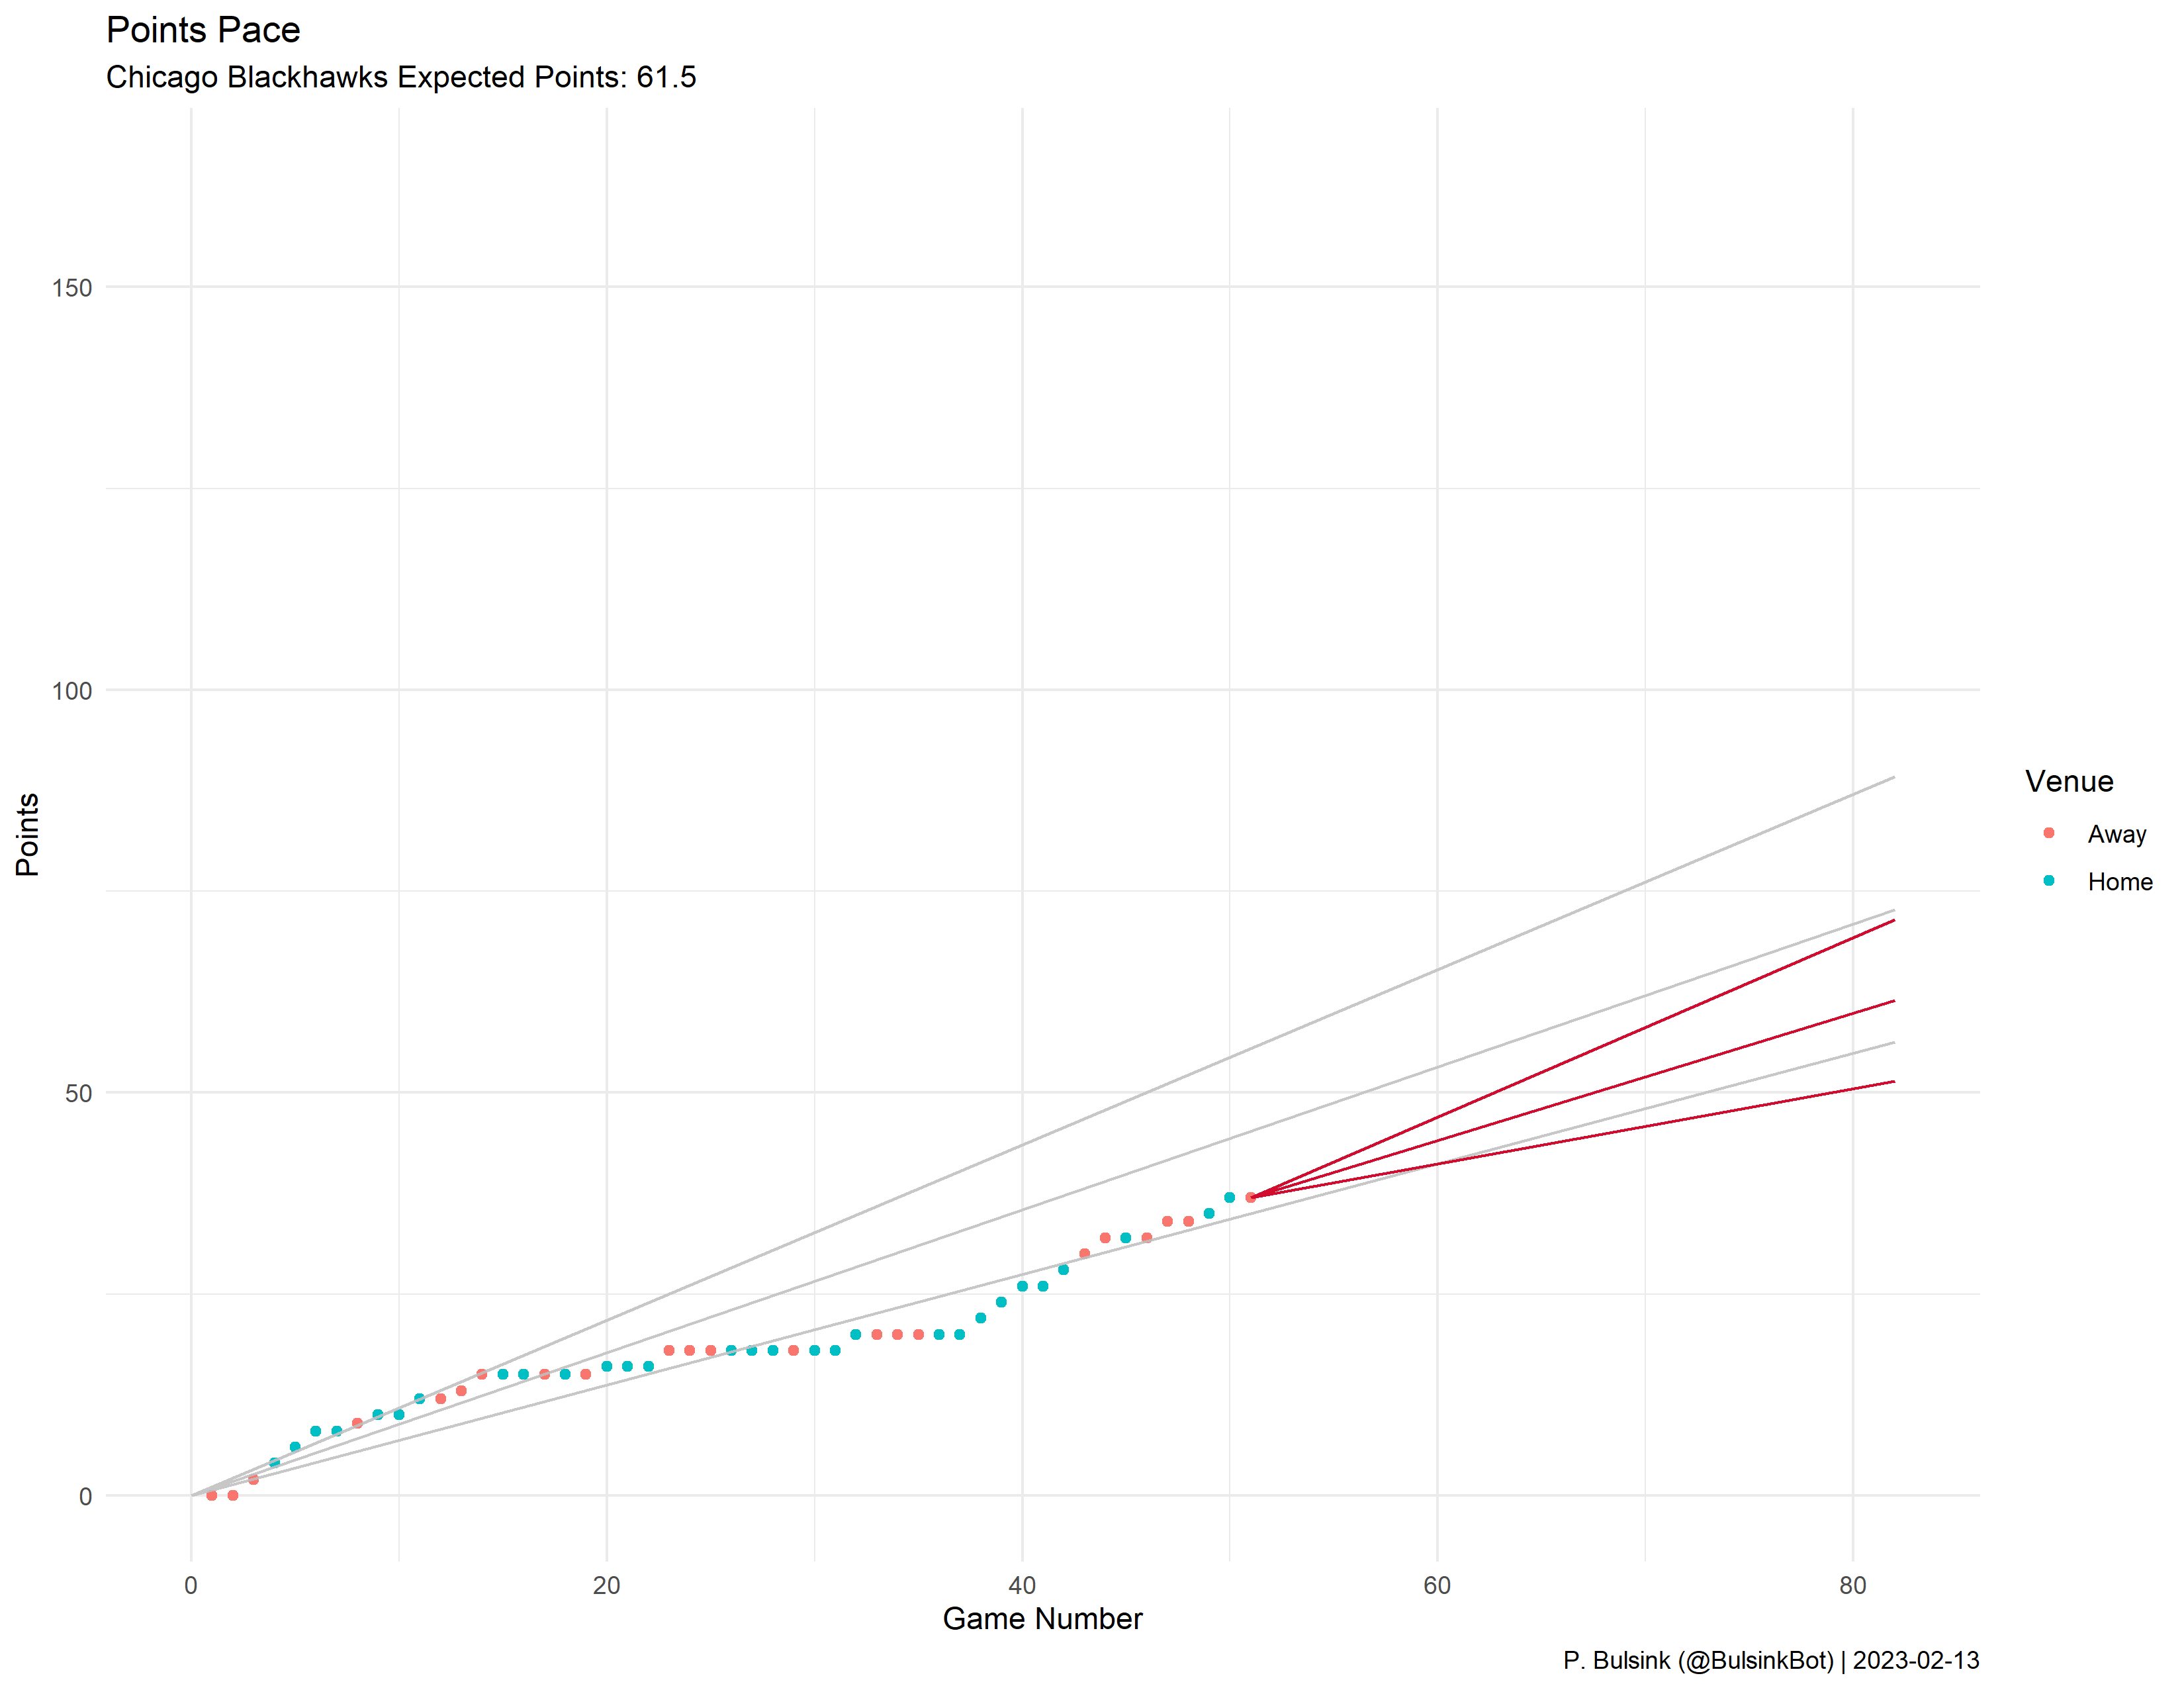 Points Pace
Chicago Blackhawks Expected Points: 61.5
150
100
50
0
Points
0 20 40 60 80
Game Number
Venue
Away
Home
P. Bulsink (@BulsinkBot) | 2023-02-13